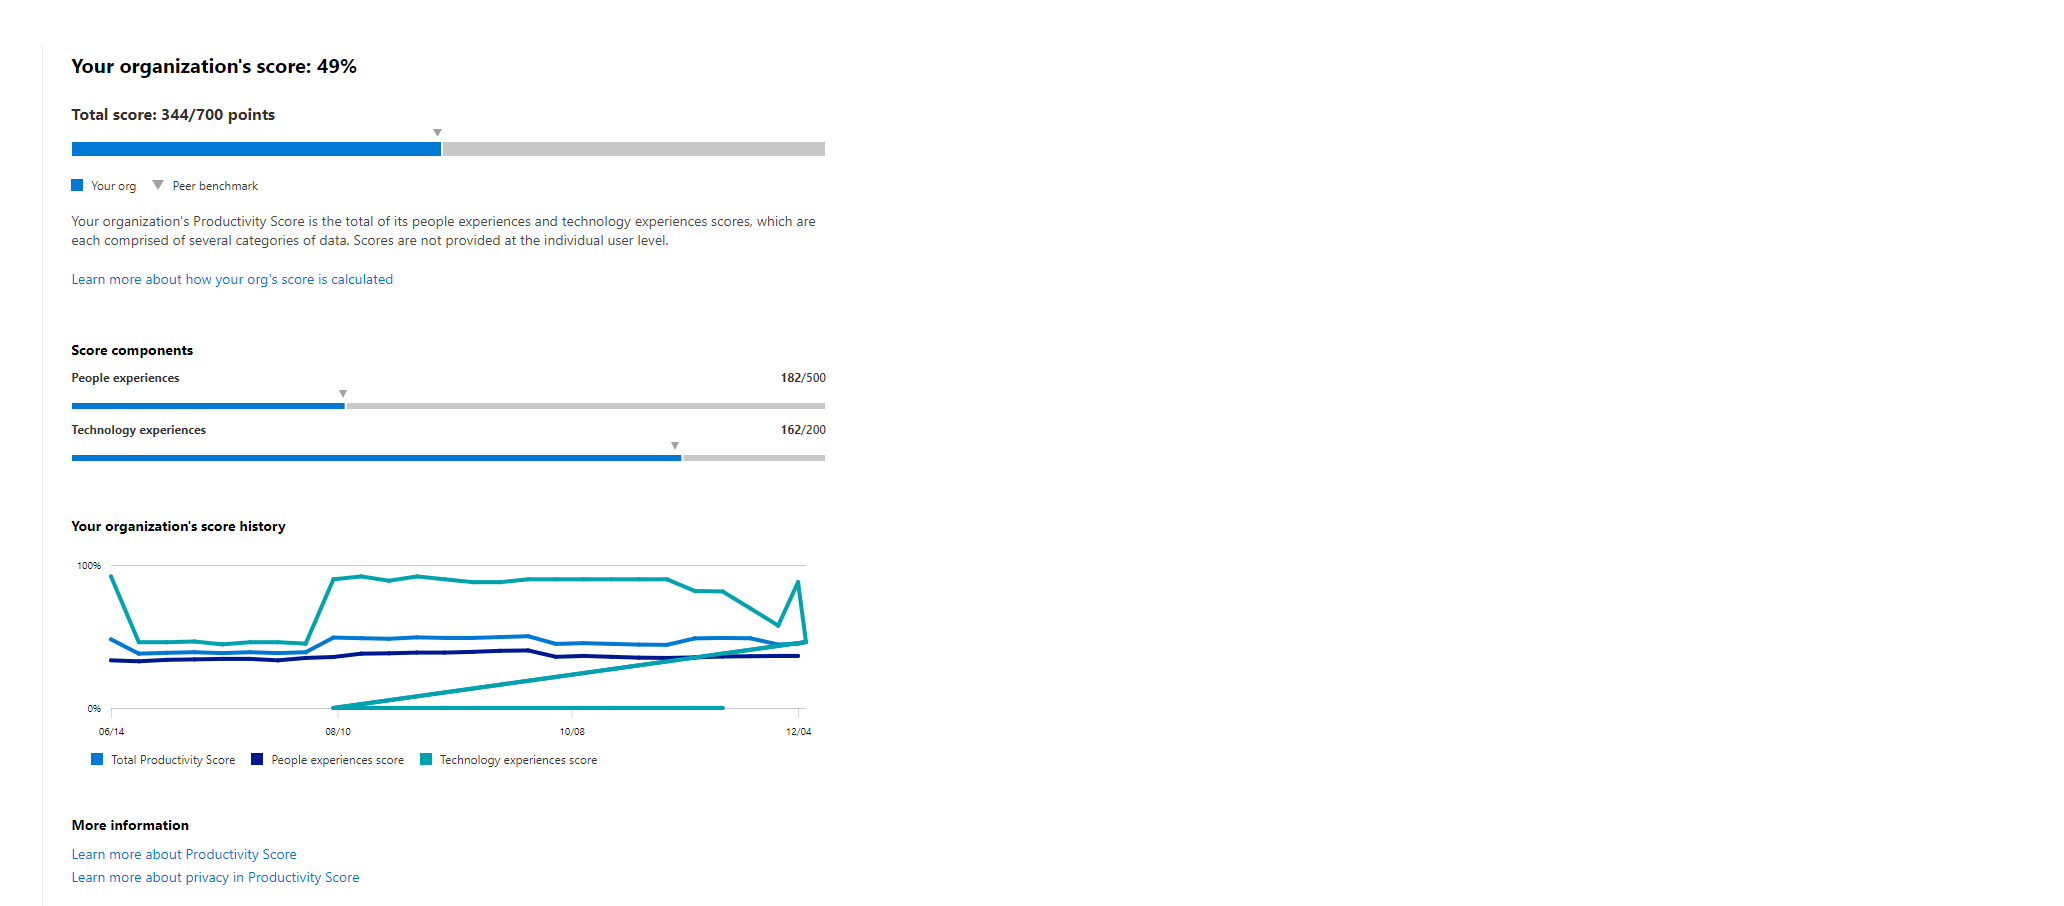 Your organization's score: 49%
Total score: 344/700 points
Your org Peer benchmark
Your organization's Productivity Score is the total of its people experiences and technology experiences scores, which are
each comprised of several categories of data. Scores are not provided at the individual user level.
Learn more about how your org's score is calculated
Score components
People experiences 182/500
Technology experiences 162/200
Your organization's score history
100%
0%
06/14 08/10 10/08 12/04
Total Productivity Score People experiences score Technology experiences score
More information
Learn more about Productivity Score
Learn more about privacy in Productivity Score